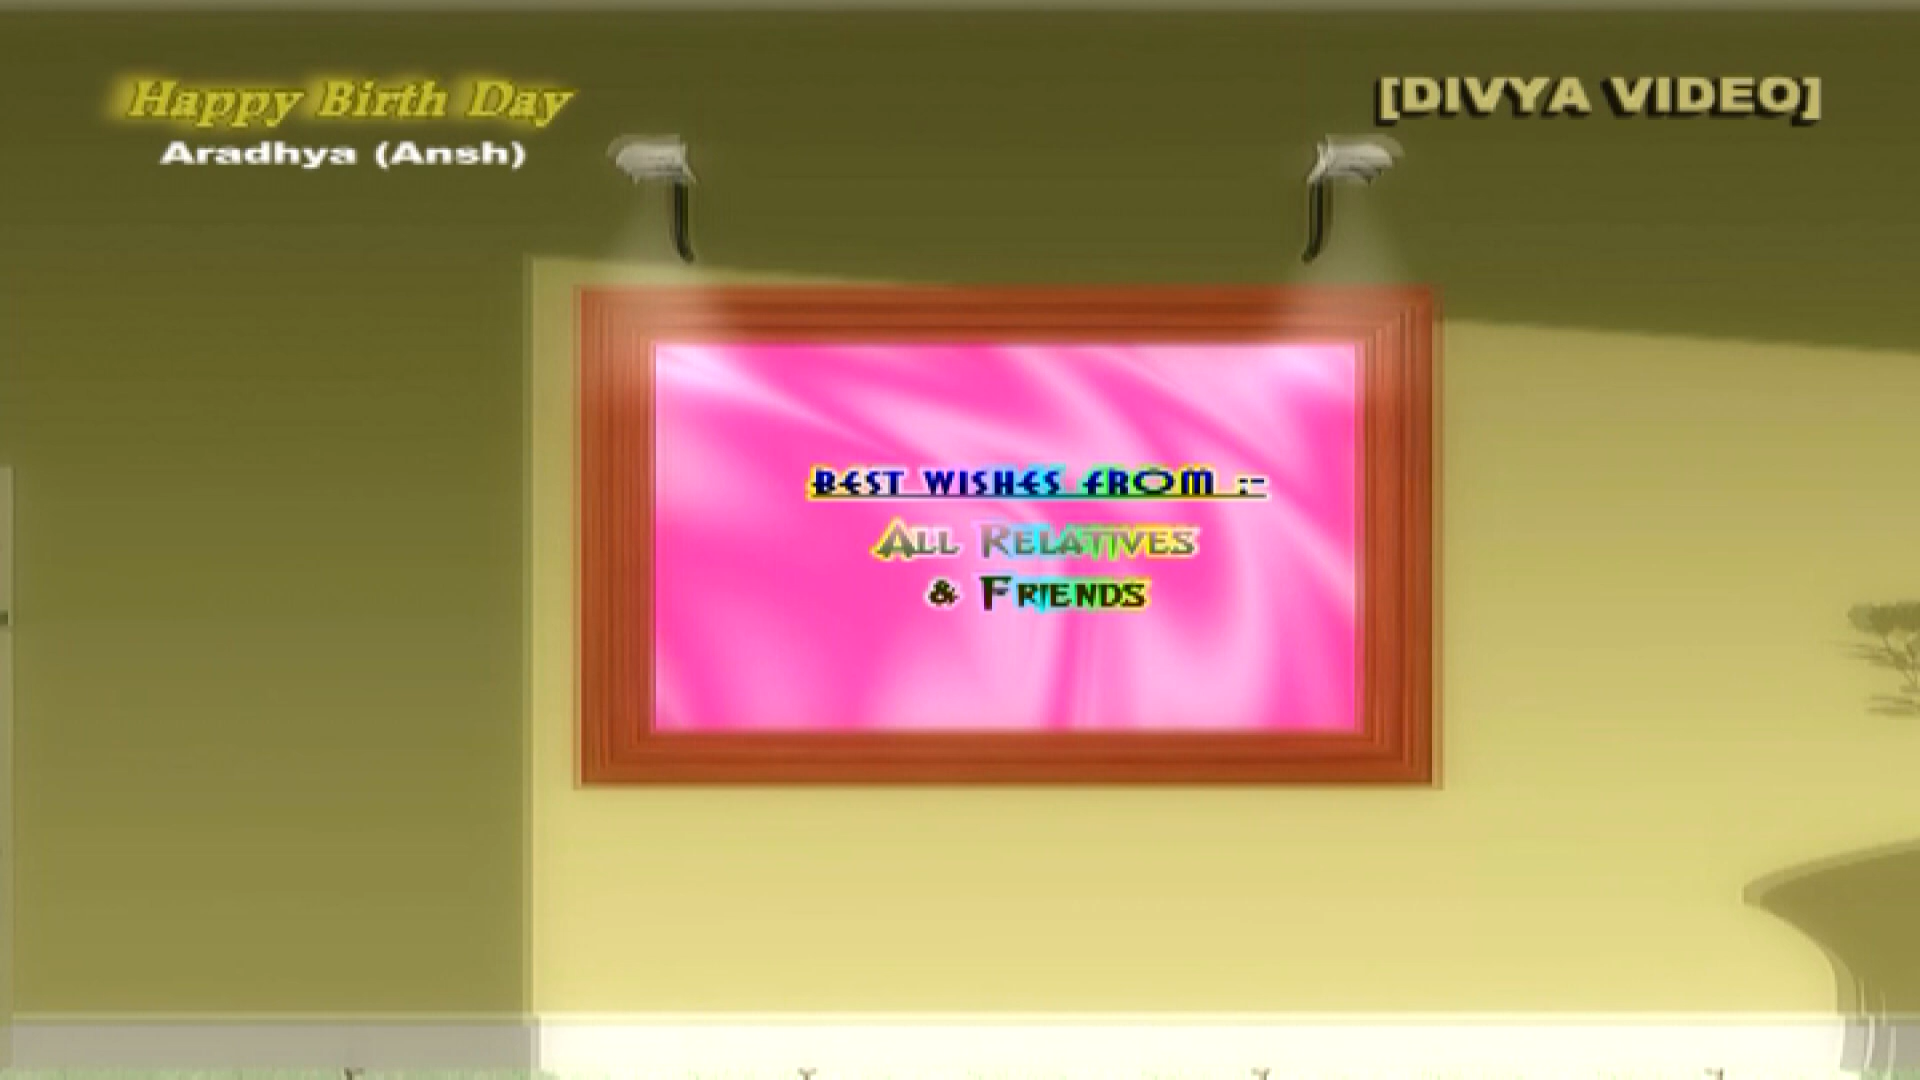 Happy Birth Day
Aradhya (Ansh)
[DIVYA VIDEO]
BEST WISHES FROM :-
ALL RELATIVES
& FRIENDS